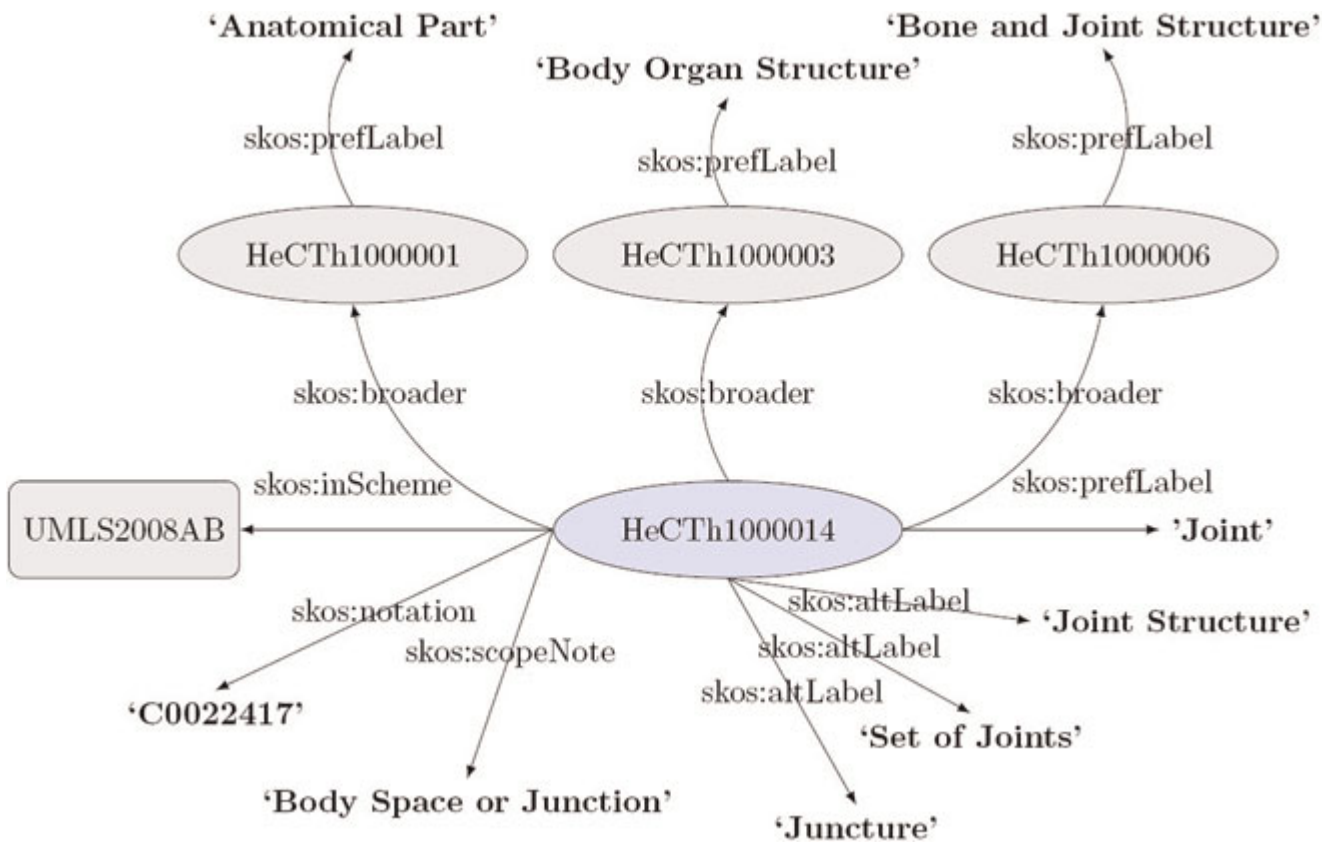 ‘Anatomical Part’
‘Bone and Joint Structure’
‘Body Organ Structure’
skos:prefLabel
skos:prefLabel
skos:prefLabel
HeCTh1000001
HeCTh1000003
HeCTh1000006
skos:broader
skos:broader
skos:broader
skos:inScheme
skos:prefLabel
UMLS2008AB
HeCTh1000014
’Joint’
skos:notation
skos:altLabel
‘Joint Structure’
skos:scopeNote
skos:altLabel
skos:altLabel
‘C0022417’
‘Set of Joints’
‘Body Space or Junction’
‘Juncture’